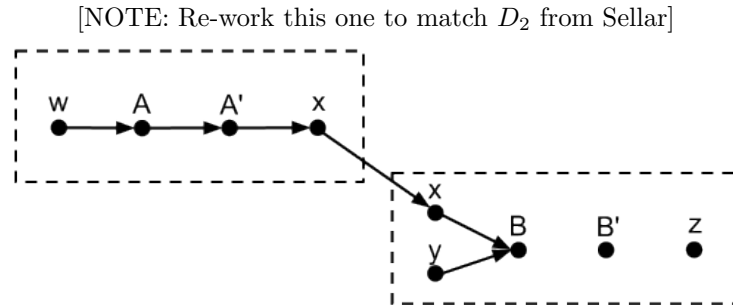 [NOTE: Re-work this one to match D₂ from Sellar]
w A A' x
x
y B B' z